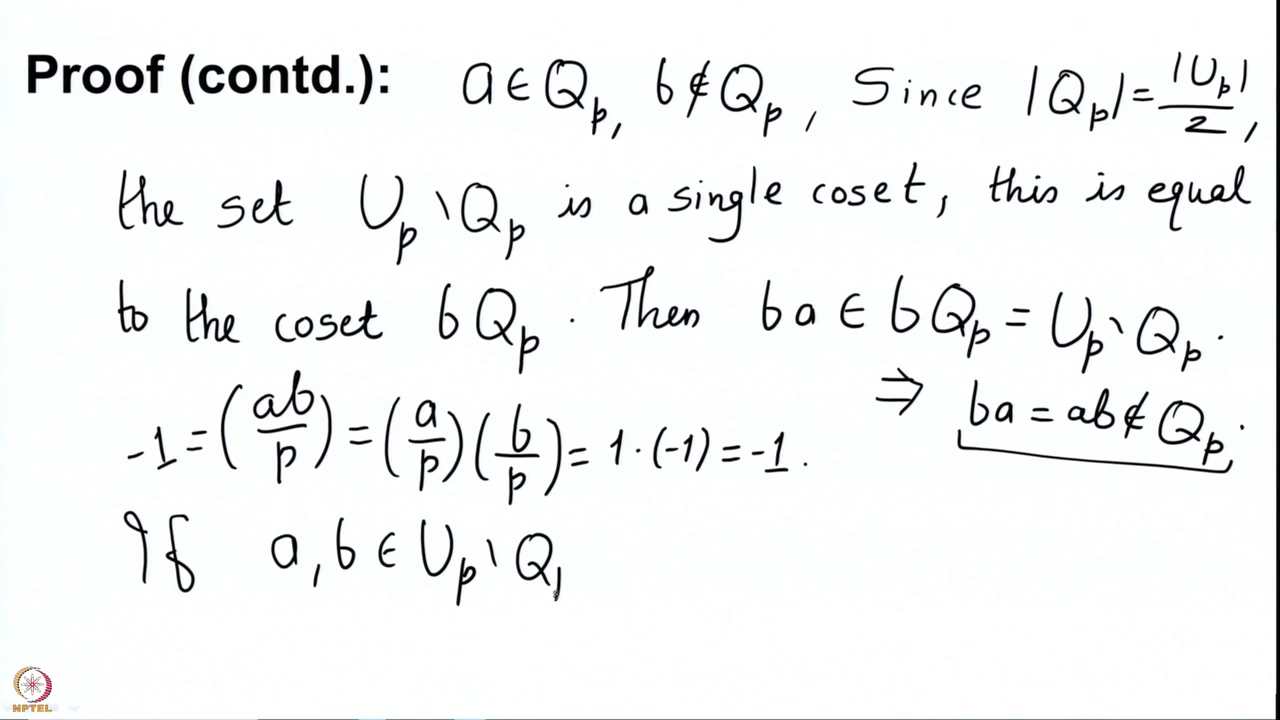 Proof (contd.): a ∈ Q_p, b ∉ Q_p, Since |Q_p| = |U_p|/2,
the set U_p \ Q_p is a single coset, this is equal
to the coset bQ_p. Then ba ∈ bQ_p = U_p \ Q_p.
⇒ ba = ab ∉ Q_p.
-1 = (ab/p) = (a/p)(b/p) = 1·(-1) = -1.
If a, b ∈ U_p \ Q
NPTEL